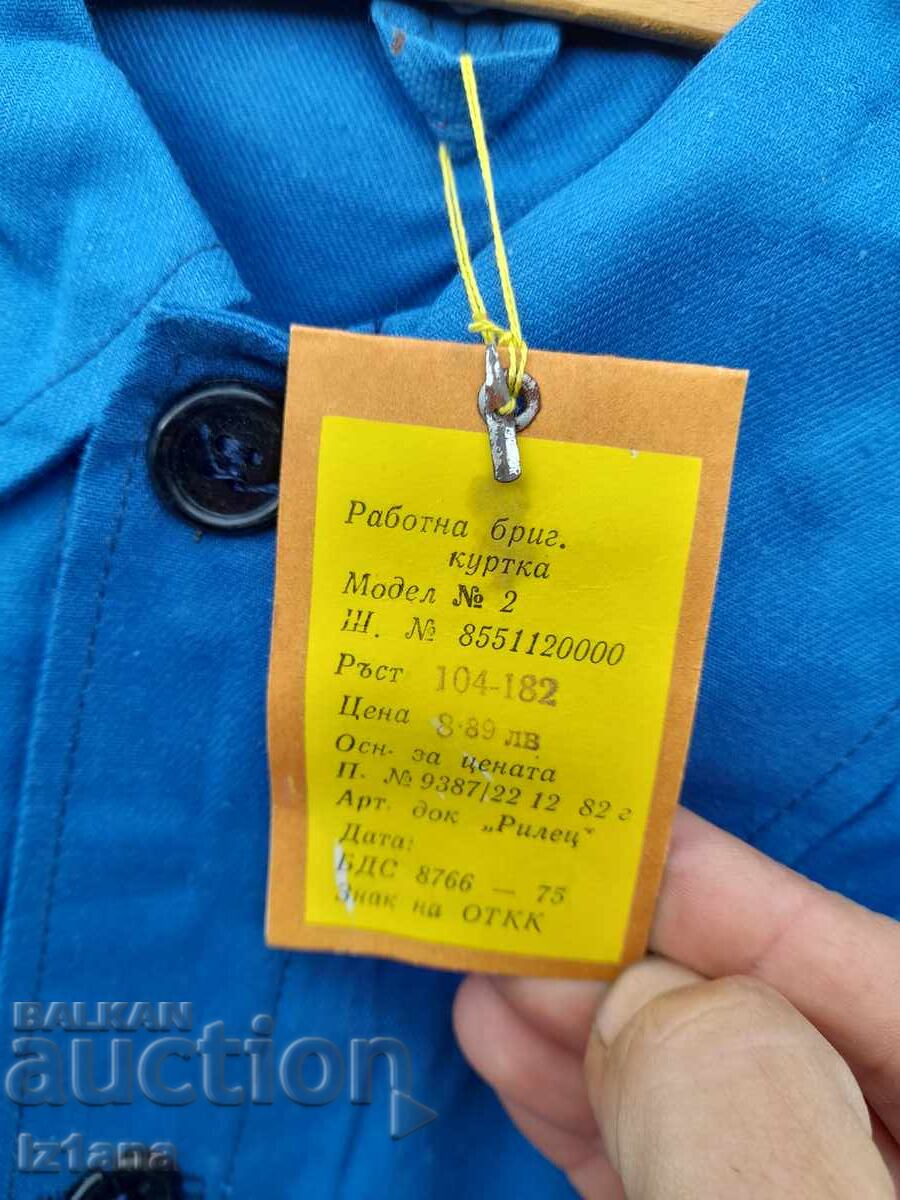 Работна бриг.
куртка
Модел № 2
Ш. № 8551120000
Ръст 104-182
Цена 8·89 лв
Осн- за цената
П. № 9387/22 12 82 г
Арт. док „Рилец"
Дата:
БДС 8766 — 75
Знак на ОТКК
BALKAN
auction
Iz1ana